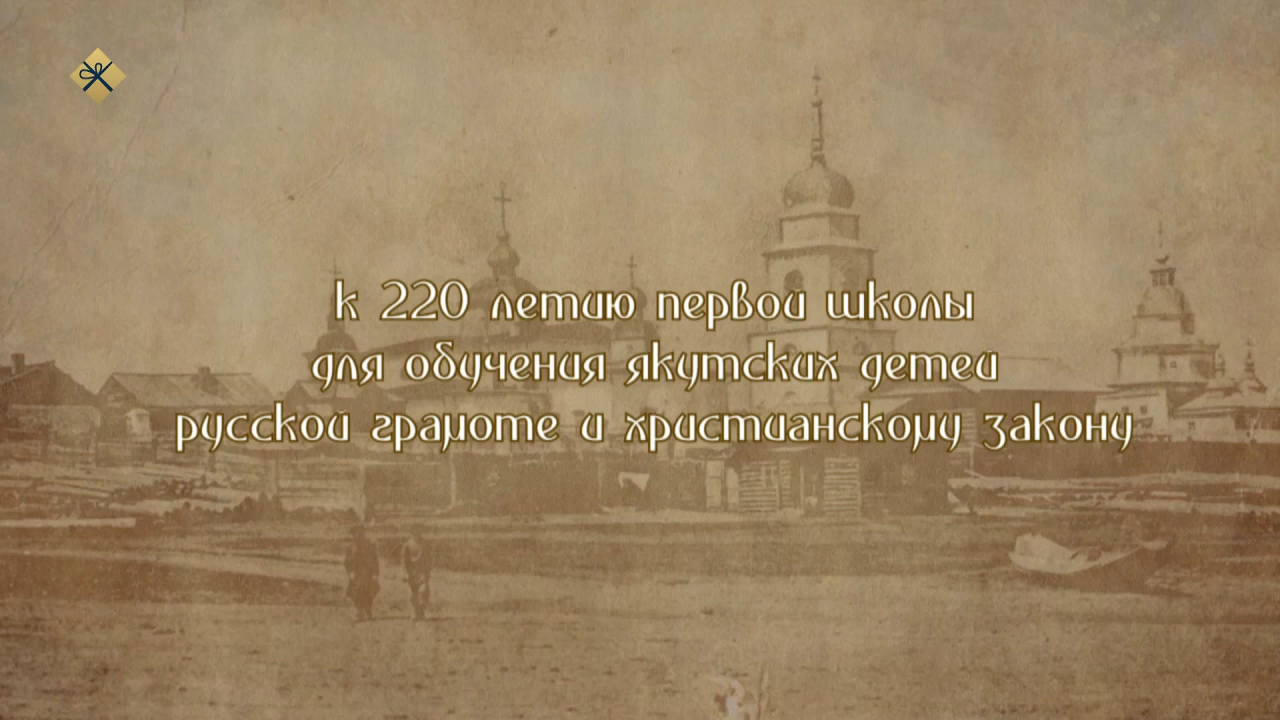 к 220 летию первой школы
для обучения якутских детей
русской грамоте и христианскому закону